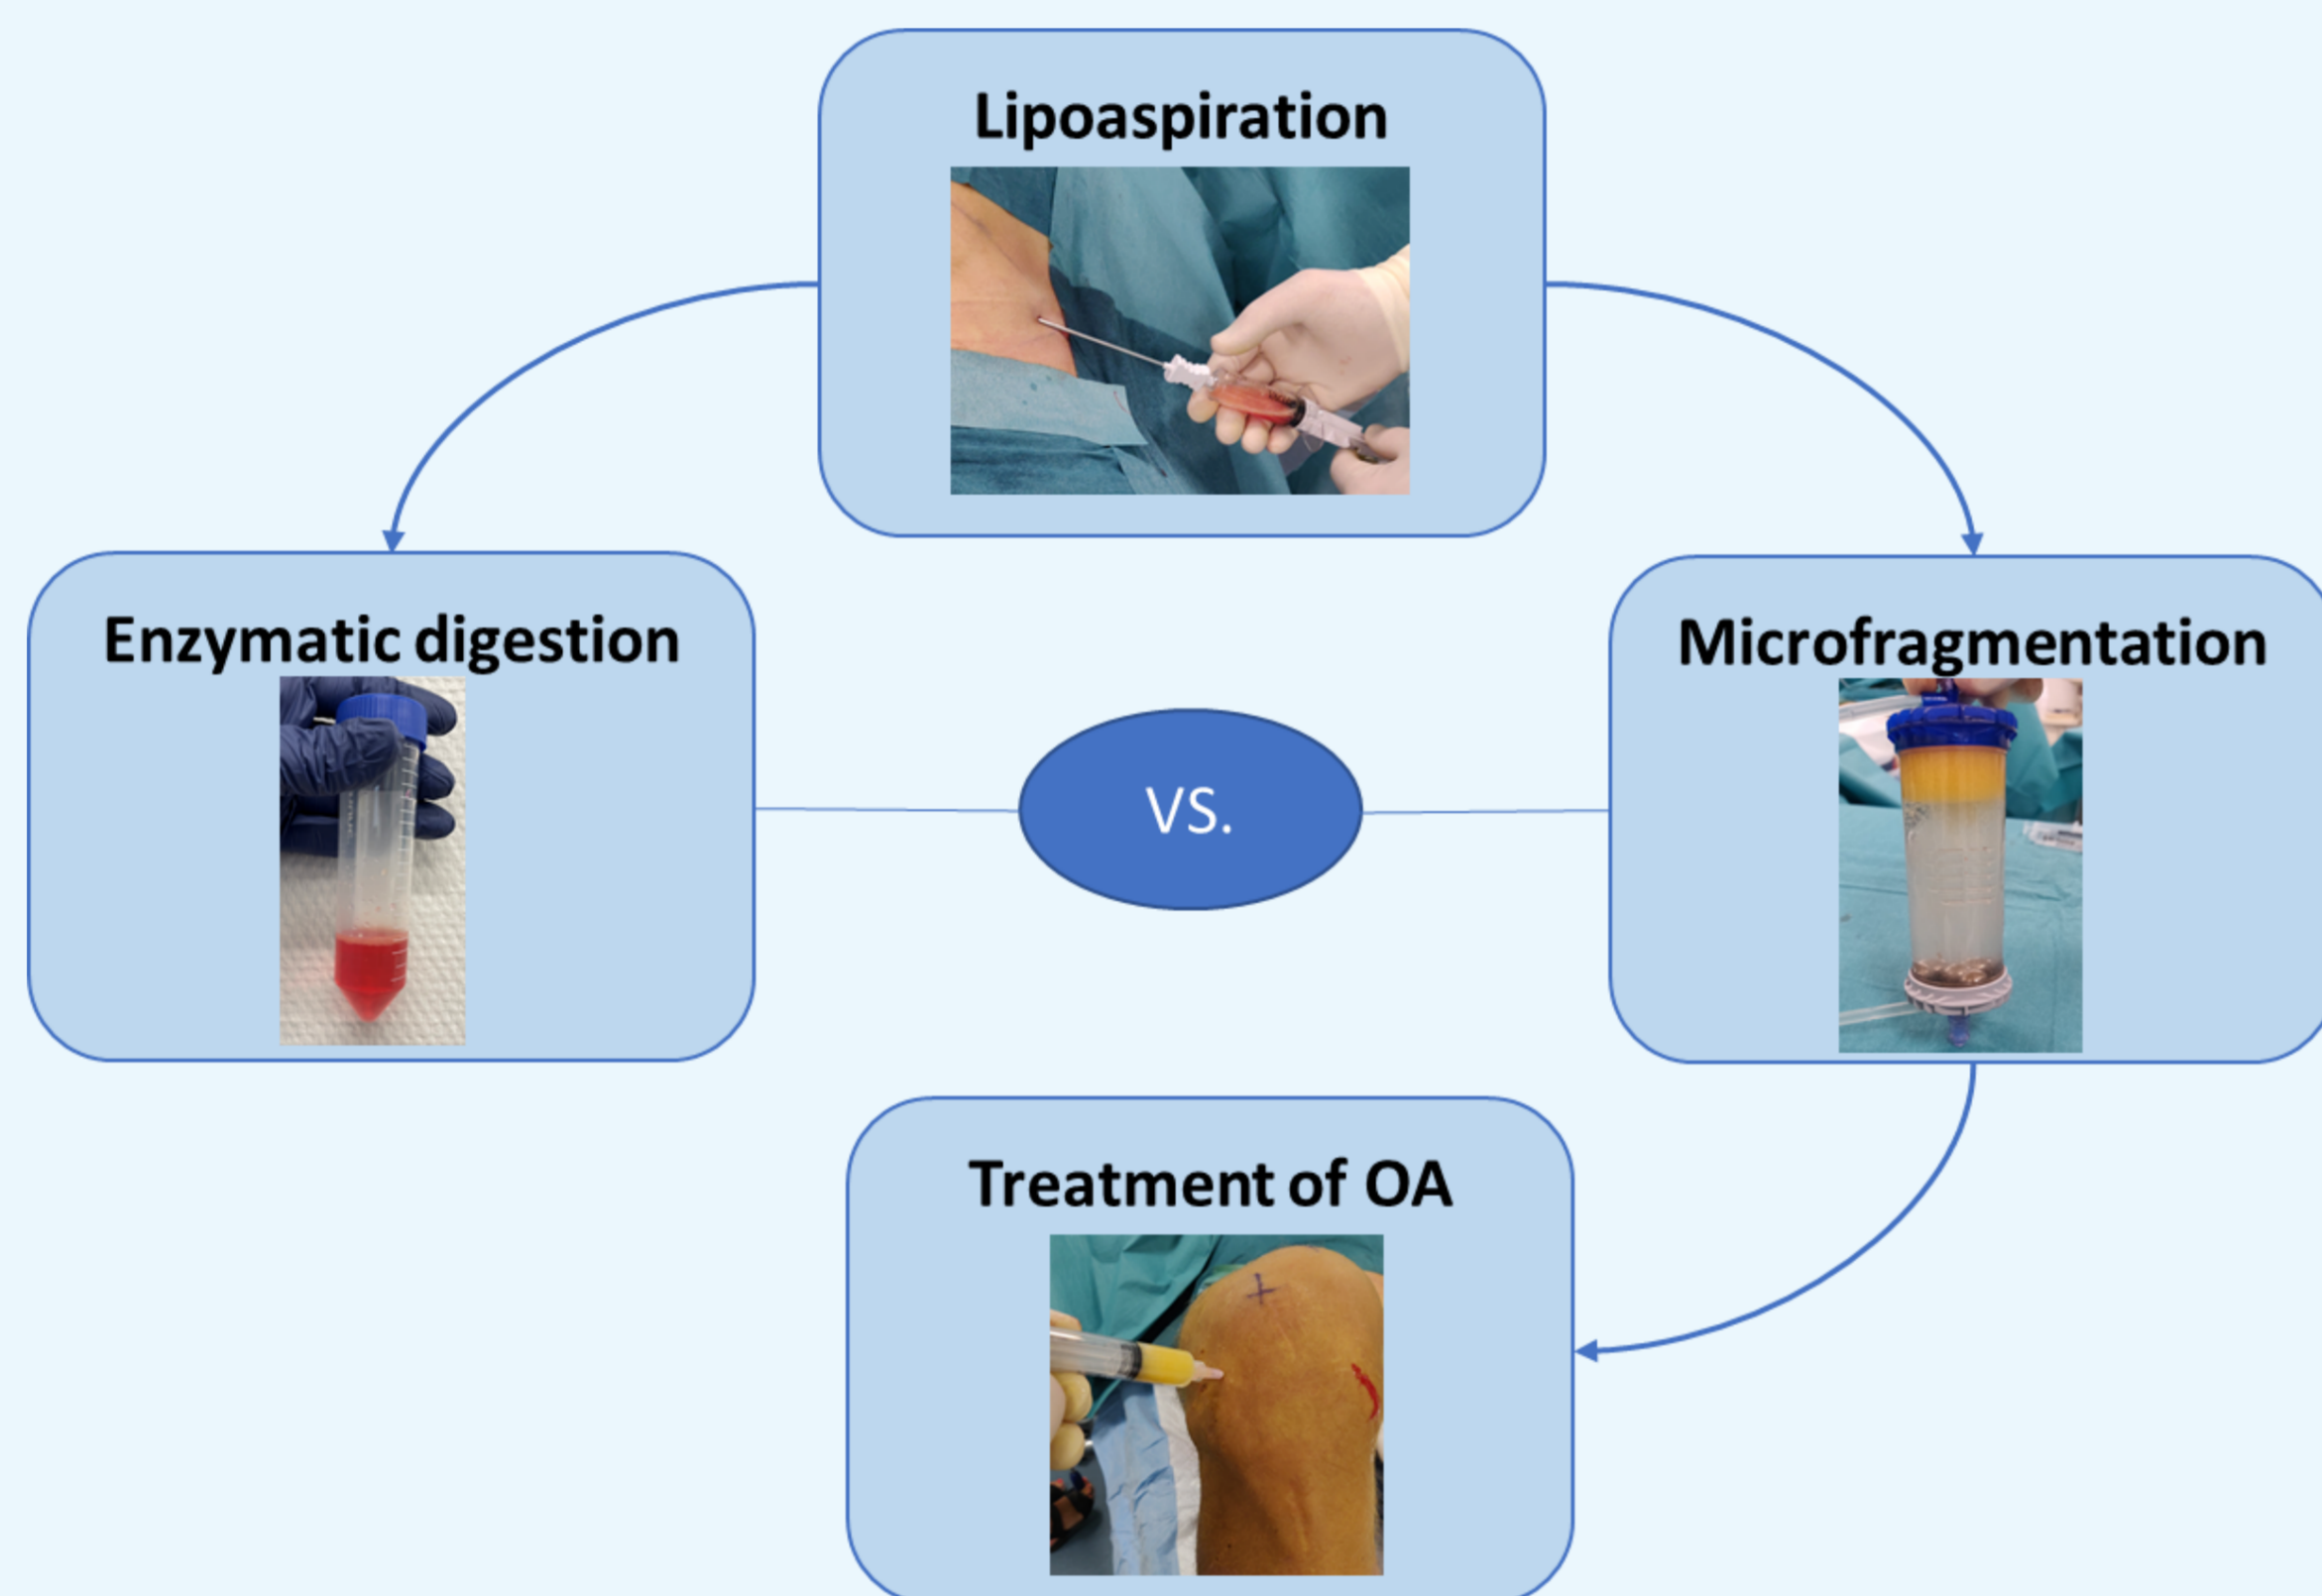 Lipoaspiration
Enzymatic digestion
Microfragmentation
VS.
Treatment of OA